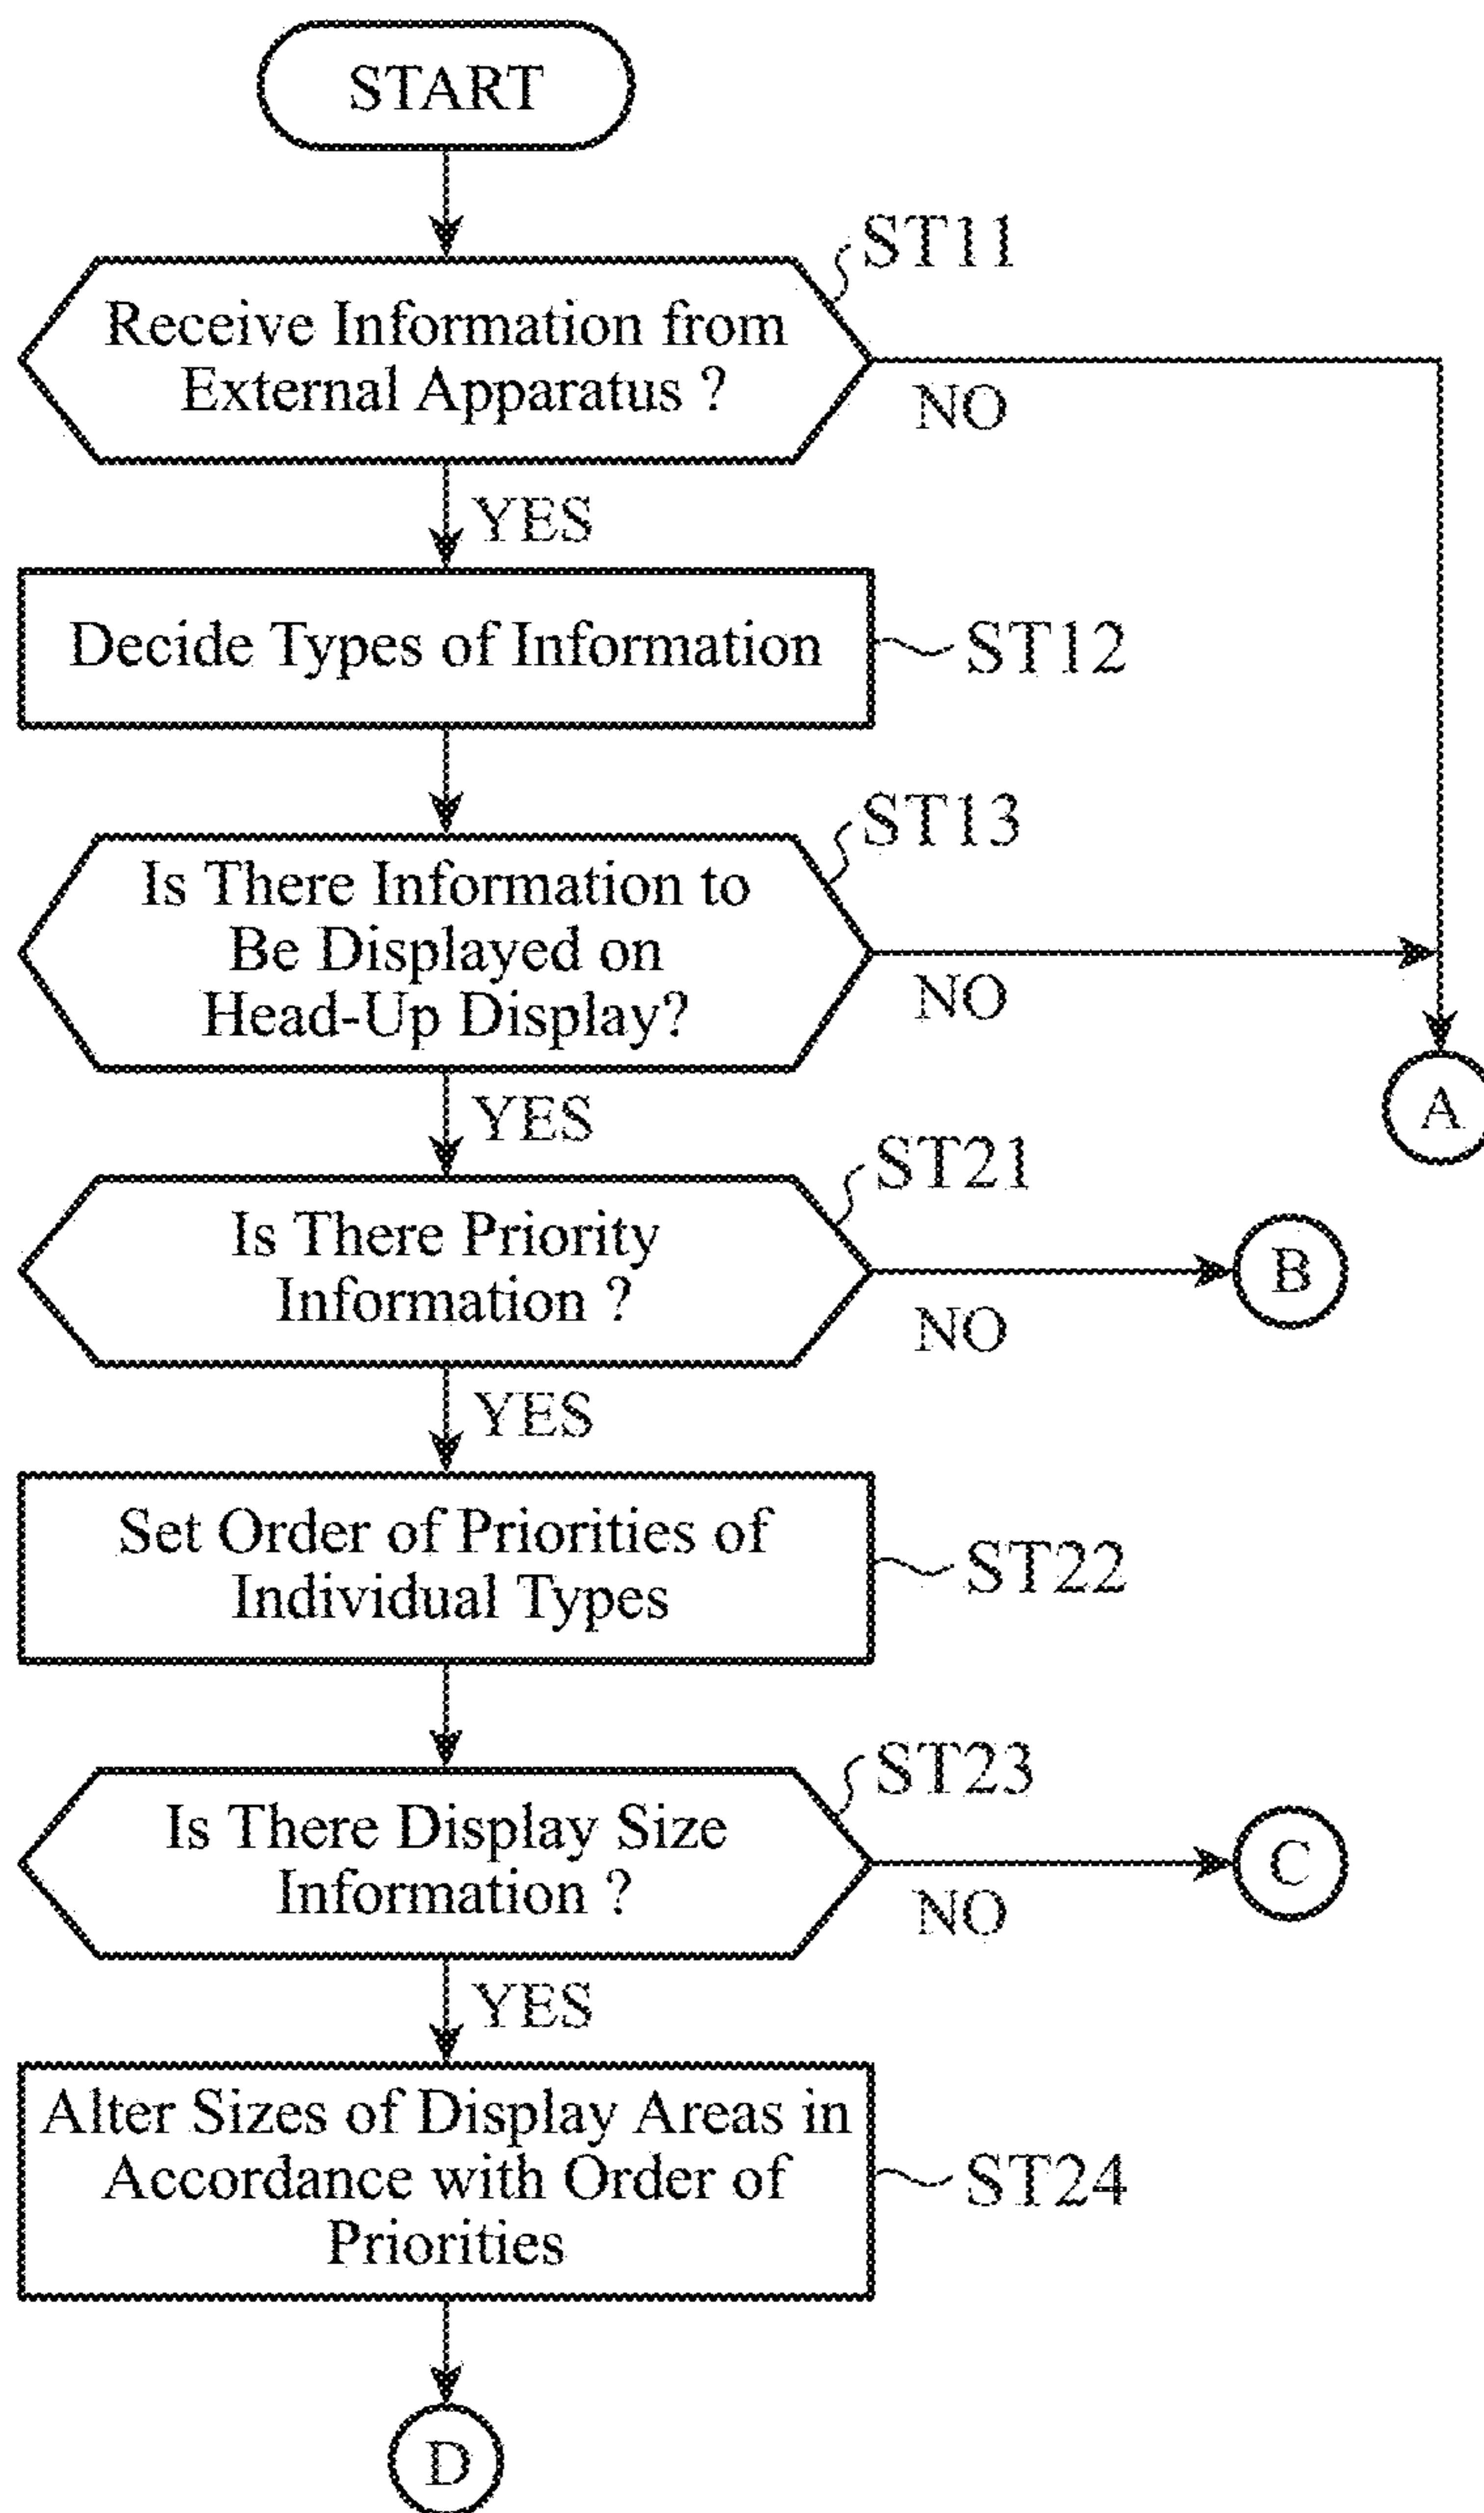 START
ST11
Receive Information from
External Apparatus ?
NO
YES
Decide Types of Information
ST12
ST13
Is There Information to
Be Displayed on
Head-Up Display?
NO
A
YES
ST21
Is There Priority
Information ?
B
NO
YES
Set Order of Priorities of
Individual Types
ST22
ST23
Is There Display Size
Information ?
C
NO
YES
Alter Sizes of Display Areas in
Accordance with Order of
Priorities
ST24
D